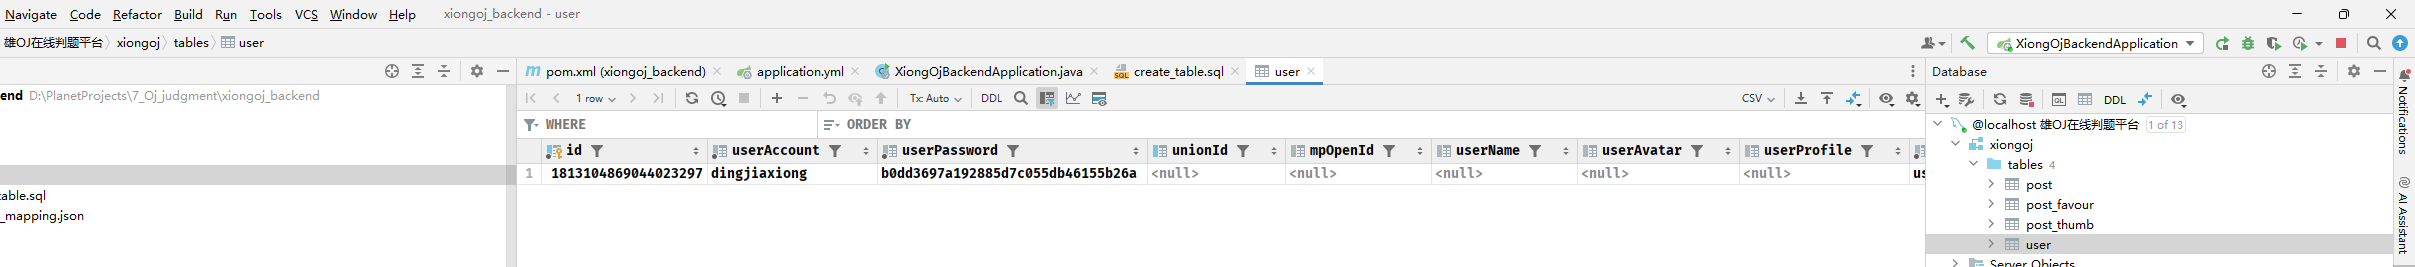 Navigate Code Refactor Build Run Tools VCS Window Help xiongoj_backend - user
雄OJ在线判题平台 xiongoj tables user
XiongOjBackendApplication
pom.xml (xiongoj_backend) application.yml XiongOjBackendApplication.java create_table.sql user
Database
end D:\PlanetProjects\7_Oj_judgment\xiongoj_backend
1 row Tx: Auto DDL CSV
DDL
WHERE ORDER BY
@localhost 雄OJ在线判题平台 1 of 13
id userAccount userPassword unionId mpOpenId userName userAvatar userProfile
1 1813104869044023297 dingjiaxiong b0dd3697a192885d7c055db46155b26a <null> <null> <null> <null> <null> us
xiongoj
tables 4
post
post_favour
post_thumb
user
Server Objects
table.sql
_mapping.json
Notifications
AI Assistant